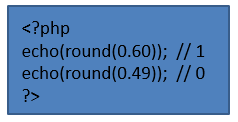 <?php
echo(round(0.60));  // 1
echo(round(0.49));  // 0
?>